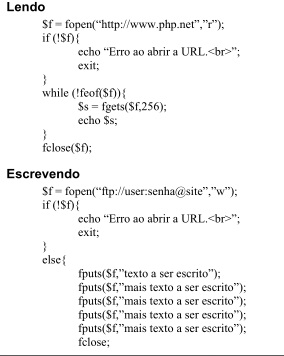 Lendo
$f = fopen(“http://www.php.net”,”r”);
if (!$f){
echo “Erro ao abrir a URL.<br>”;
exit;
}
while (!feof($f)){
$s = fgets($f,256);
echo $s;
}
fclose($f);
Escrevendo
$f = fopen(“ftp://user:senha@site”,”w”);
if (!$f){
echo “Erro ao abrir a URL.<br>”;
exit;
}
else{
fputs($f,”texto a ser escrito”);
fputs($f,”mais texto a ser escrito”);
fputs($f,”mais texto a ser escrito”);
fputs($f,”mais texto a ser escrito”);
fputs($f,”mais texto a ser escrito”);
fclose;